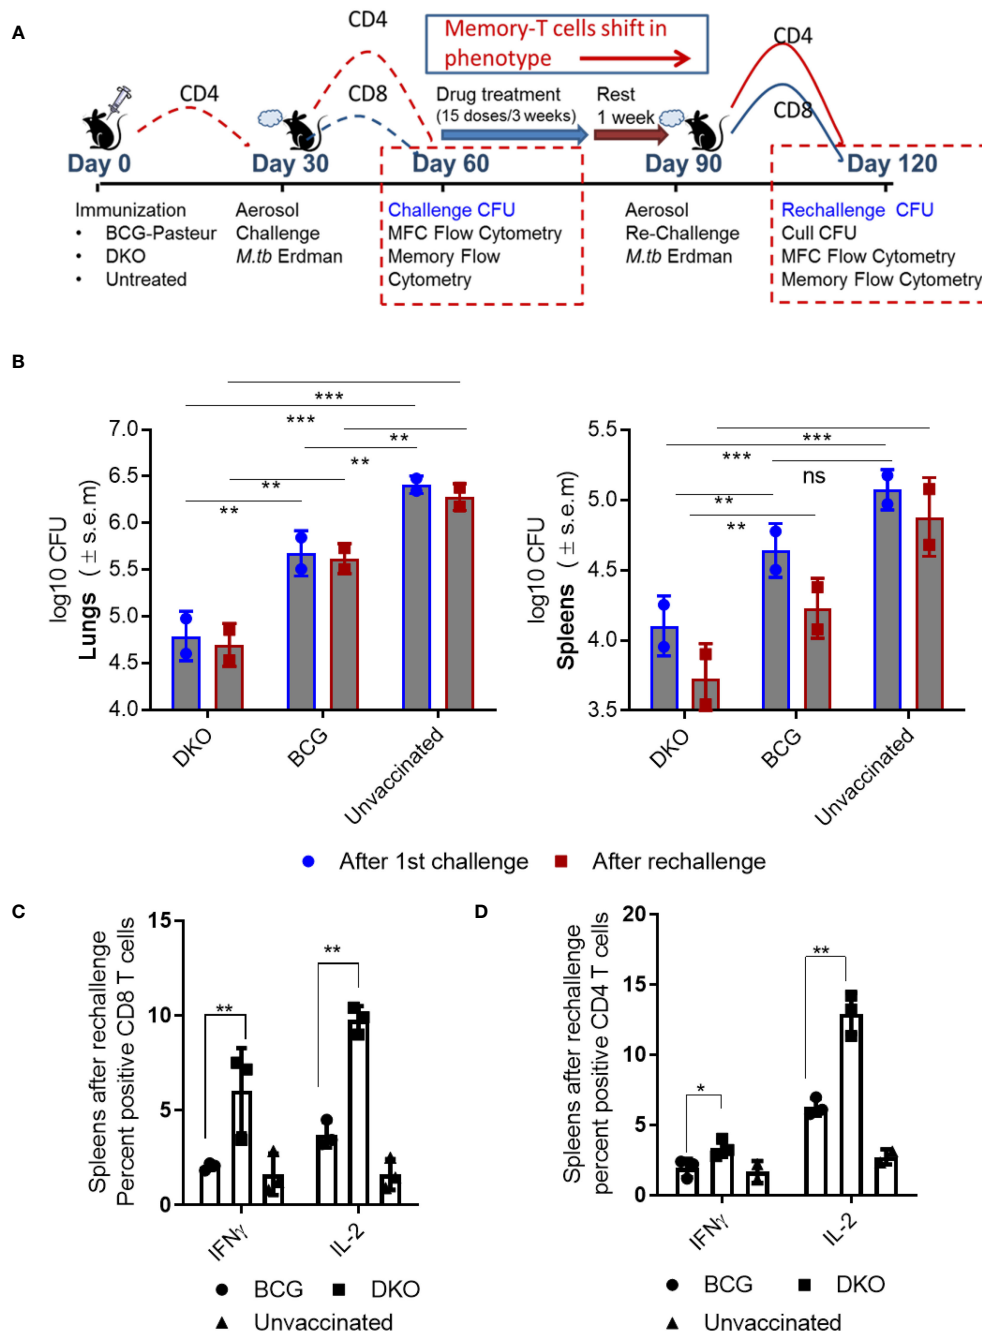 A
CD4
CD4
CD8
Memory-T cells shift in
phenotype
Drug treatment
(15 doses/3 weeks)
Rest
1 week
CD4
CD8
Day 0
Day 30
Day 60
Day 90
Day 120
Immunization
• BCG-Pasteur
• DKO
• Untreated
Aerosol
Challenge
M.tb Erdman
Challenge CFU
MFC Flow Cytometry
Memory Flow
Cytometry
Aerosol
Re-Challenge
M.tb Erdman
Rechallenge CFU
Cull CFU
MFC Flow Cytometry
Memory Flow Cytometry
B
log10 CFU
Lungs ( ± s.e.m)
7.0
6.5
6.0
5.5
5.0
4.5
4.0
***
***
**
**
**
**
DKO
BCG
Unvaccinated
log10 CFU
Spleens ( ± s.e.m)
5.5
5.0
4.5
4.0
3.5
***
***
ns
**
**
DKO
BCG
Unvaccinated
After 1st challenge
After rechallenge
C
Spleens after rechallenge
Percent positive CD8 T cells
15
10
5
0
**
**
IFNγ
IL-2
BCG
DKO
Unvaccinated
D
Spleens after rechallenge
percent positive CD4 T cells
20
15
10
5
0
*
**
IFNγ
IL-2
BCG
DKO
Unvaccinated